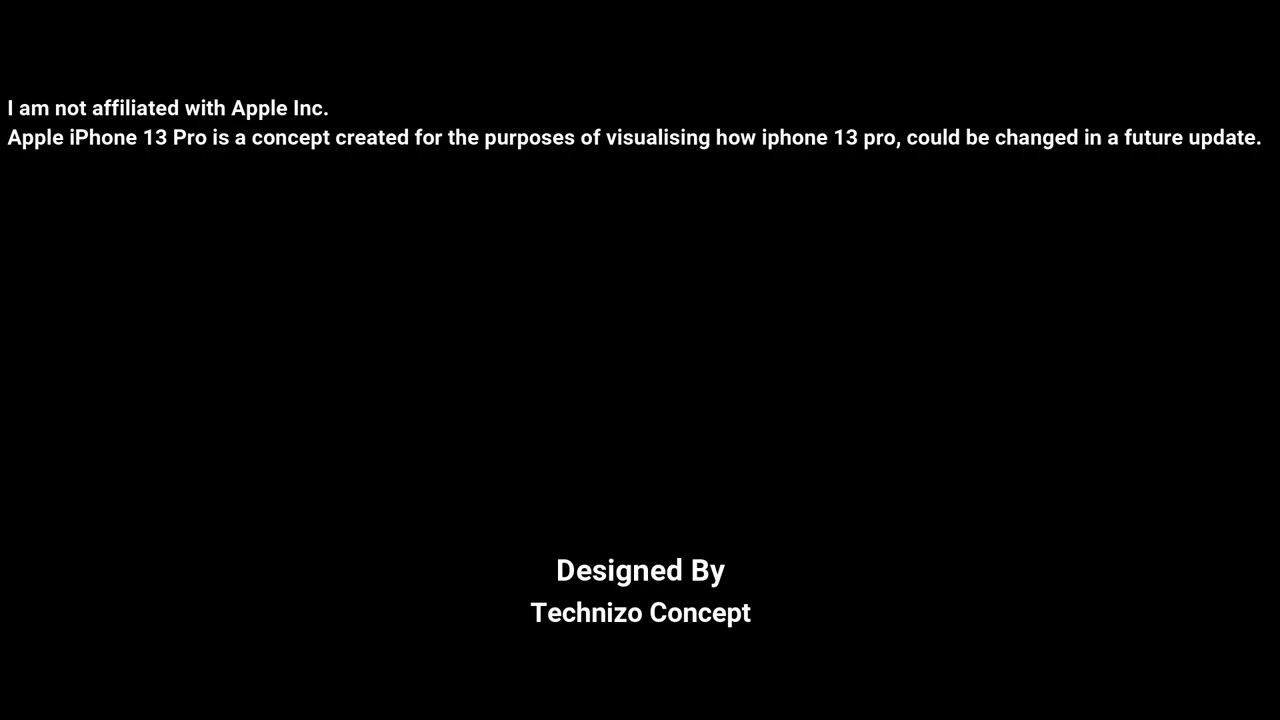 I am not affiliated with Apple Inc.
Apple iPhone 13 Pro is a concept created for the purposes of visualising how iphone 13 pro, could be changed in a future update.
Designed By
Technizo Concept